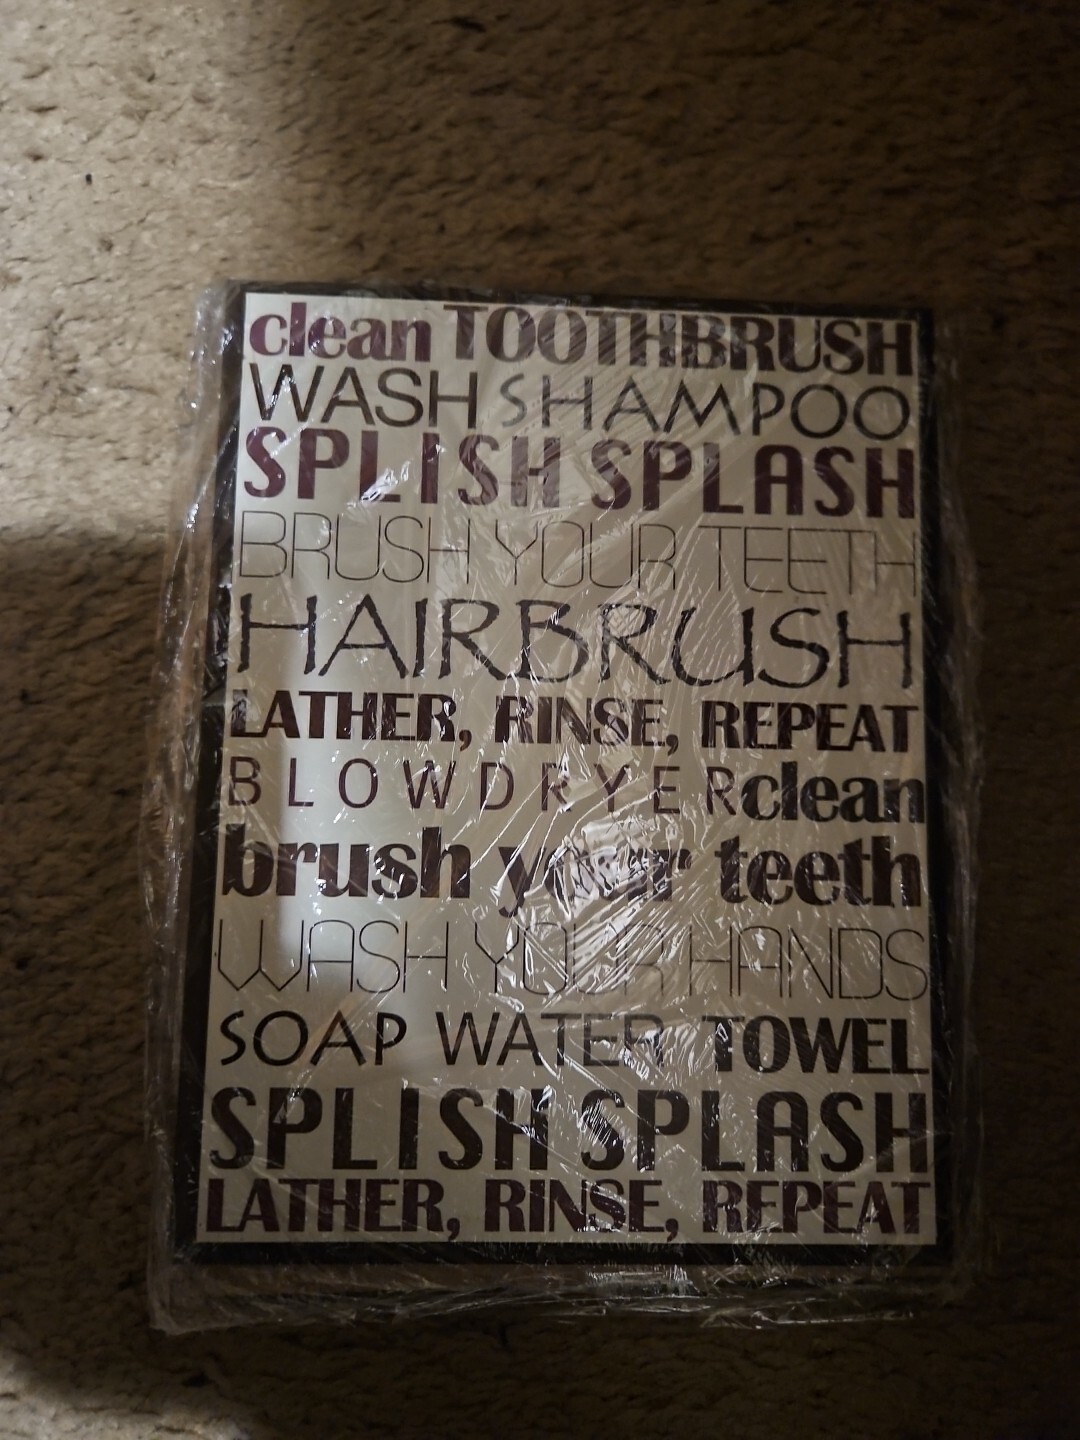 clean TOOTHBRUSH
WASH SHAMPOO
SPLISH SPLASH
BRUSH YOUR TEETH
HAIRBRUSH
LATHER, RINSE, REPEAT
BLOWDRYER clean
brush your teeth
WASH YOUR HANDS
SOAP WATER TOWEL
SPLISH SPLASH
LATHER, RINSE, REPEAT